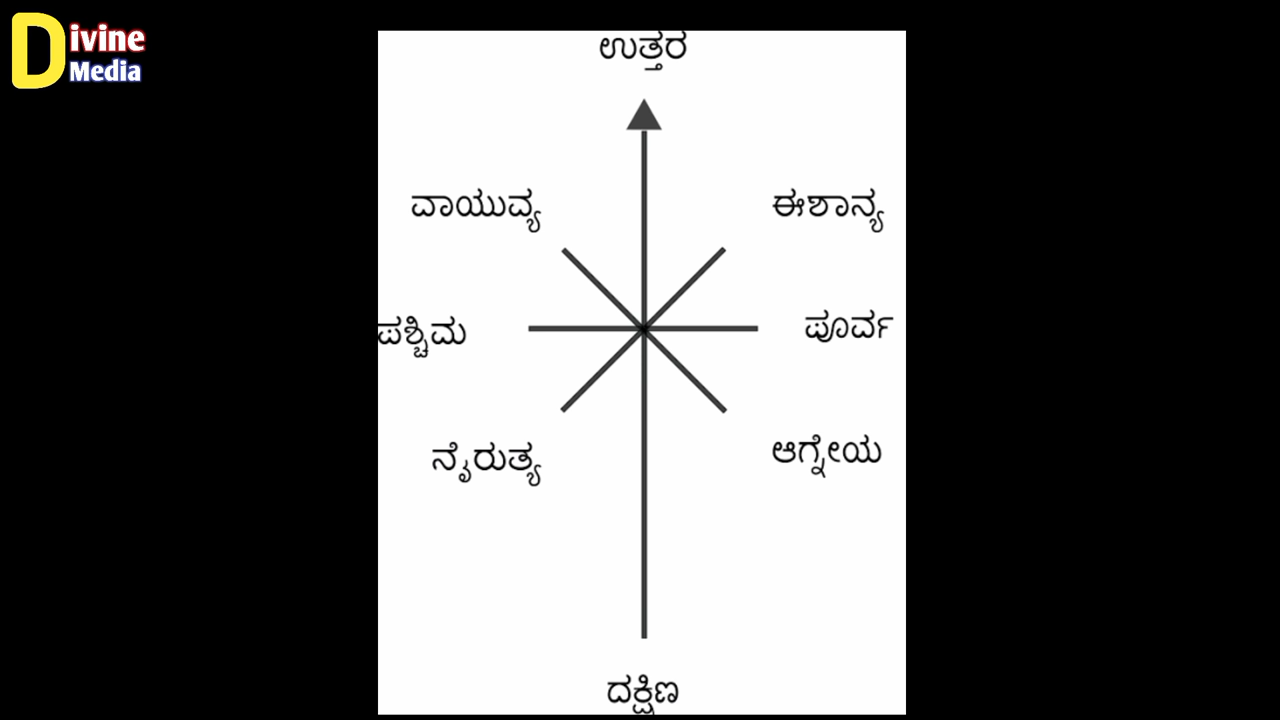 Divine
Media
ಉತ್ತರ
ವಾಯುವ್ಯ
ಈಶಾನ್ಯ
ಪಶ್ಚಿಮ
ಪೂರ್ವ
ನೈರುತ್ಯ
ಆಗ್ನೇಯ
ದಕ್ಷಿಣ